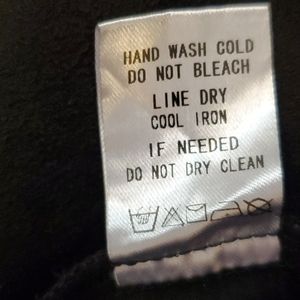 HAND WASH COLD
DO NOT BLEACH
LINE DRY
COOL IRON
IF NEEDED
DO NOT DRY CLEAN